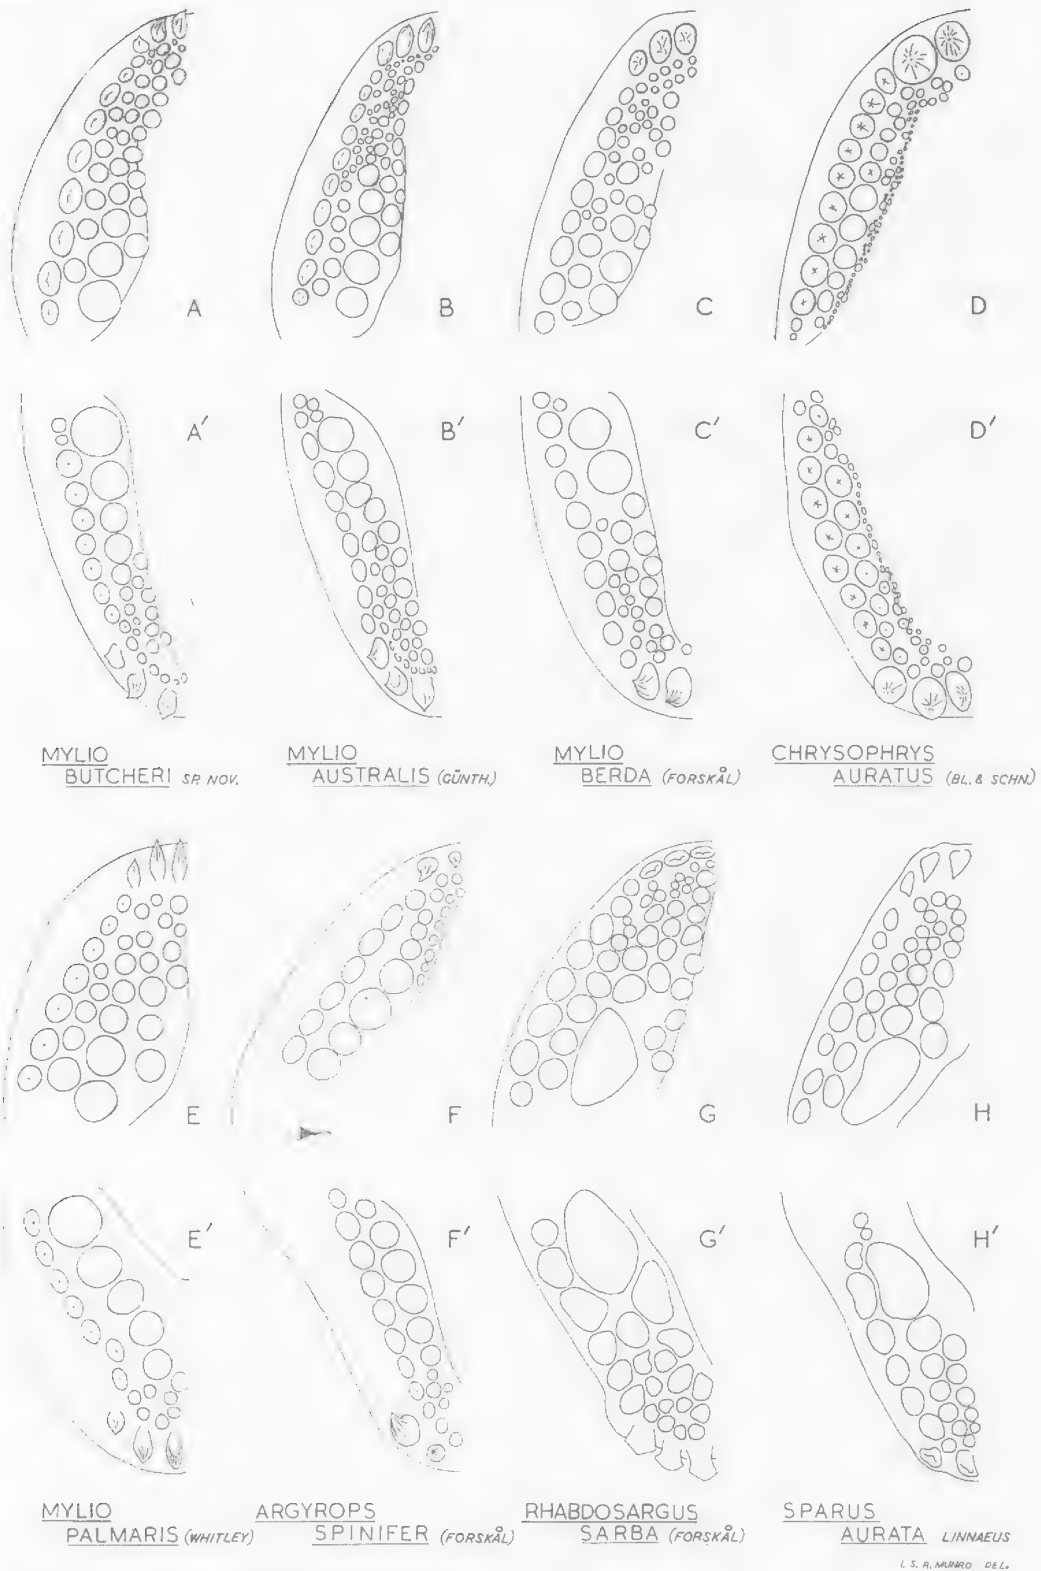 A B C D
A′ B′ C′ D′
MYLIO
BUTCHERI SP. NOV.
MYLIO
AUSTRALIS (GÜNTH.)
MYLIO
BERDA (FORSKÅL)
CHRYSOPHRYS
AURATUS (BL. & SCHN.)
E F G H
E′ F′ G′ H′
MYLIO
PALMARIS (WHITLEY)
ARGYROPS
SPINIFER (FORSKÅL)
RHABDOSARGUS
SARBA (FORSKÅL)
SPARUS
AURATA LINNAEUS
I. S. R. MUNRO DEL.